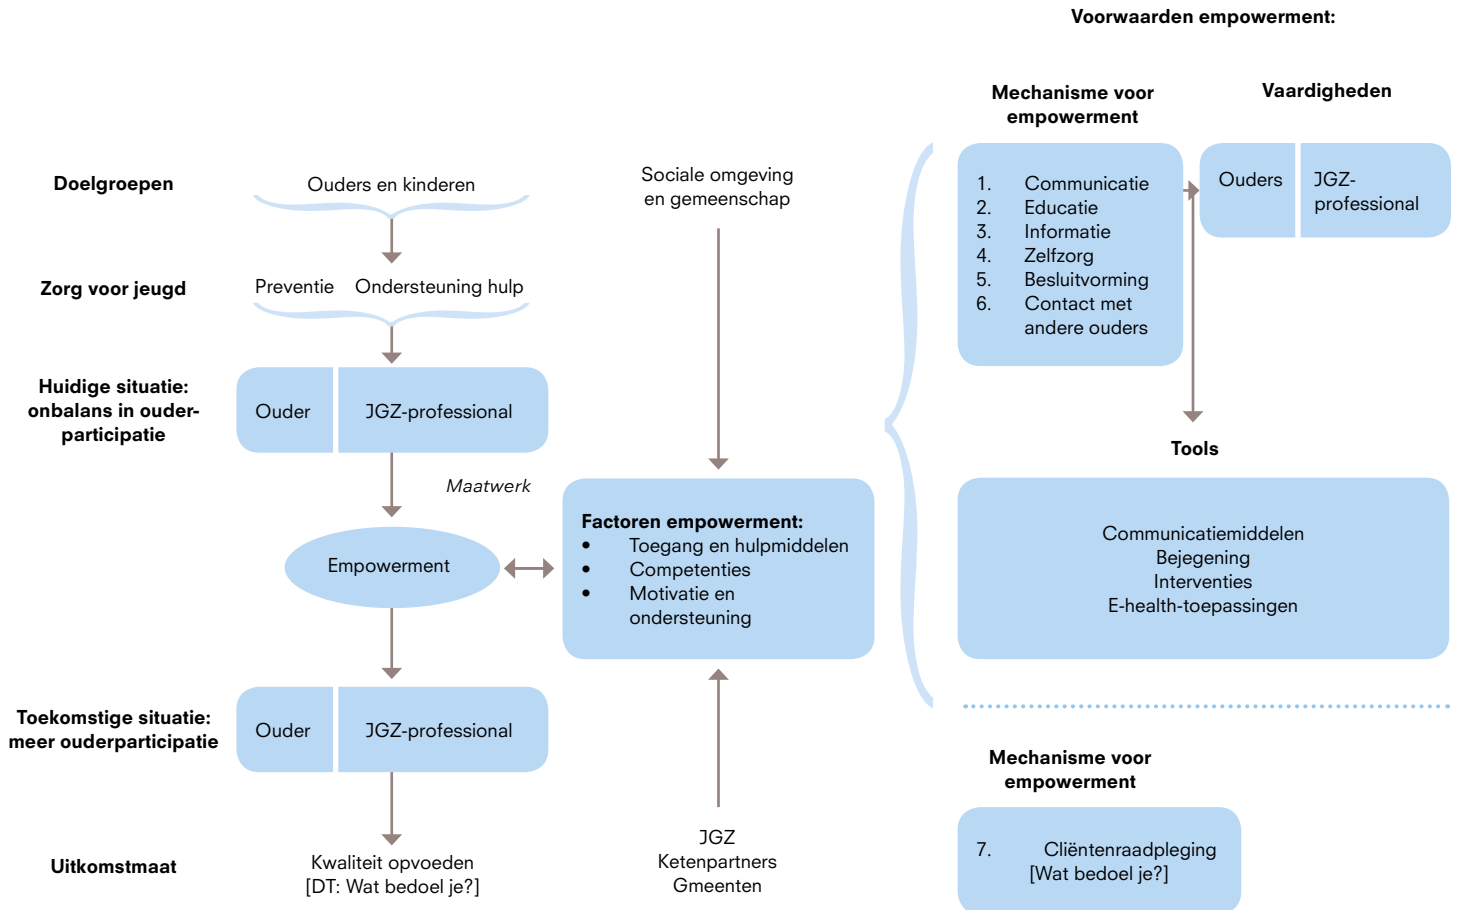 Voorwaarden empowerment:
Mechanisme voor
empowerment
Vaardigheden
Doelgroepen
Ouders en kinderen
Sociale omgeving
en gemeenschap
1. Communicatie
2. Educatie
3. Informatie
4. Zelfzorg
5. Besluitvorming
6. Contact met
andere ouders
Ouders
JGZ-
professional
Zorg voor jeugd
Preventie
Ondersteuning hulp
Huidige situatie:
onbalans in ouder-
participatie
Ouder
JGZ-professional
Maatwerk
Tools
Empowerment
Factoren empowerment:
• Toegang en hulpmiddelen
• Competenties
• Motivatie en
ondersteuning
Communicatiemiddelen
Bejegening
Interventies
E-health-toepassingen
Toekomstige situatie:
meer ouderparticipatie
Ouder
JGZ-professional
Mechanisme voor
empowerment
Uitkomstmaat
Kwaliteit opvoeden
[DT: Wat bedoel je?]
JGZ
Ketenpartners
Gmeenten
7. Cliëntenraadpleging
[Wat bedoel je?]